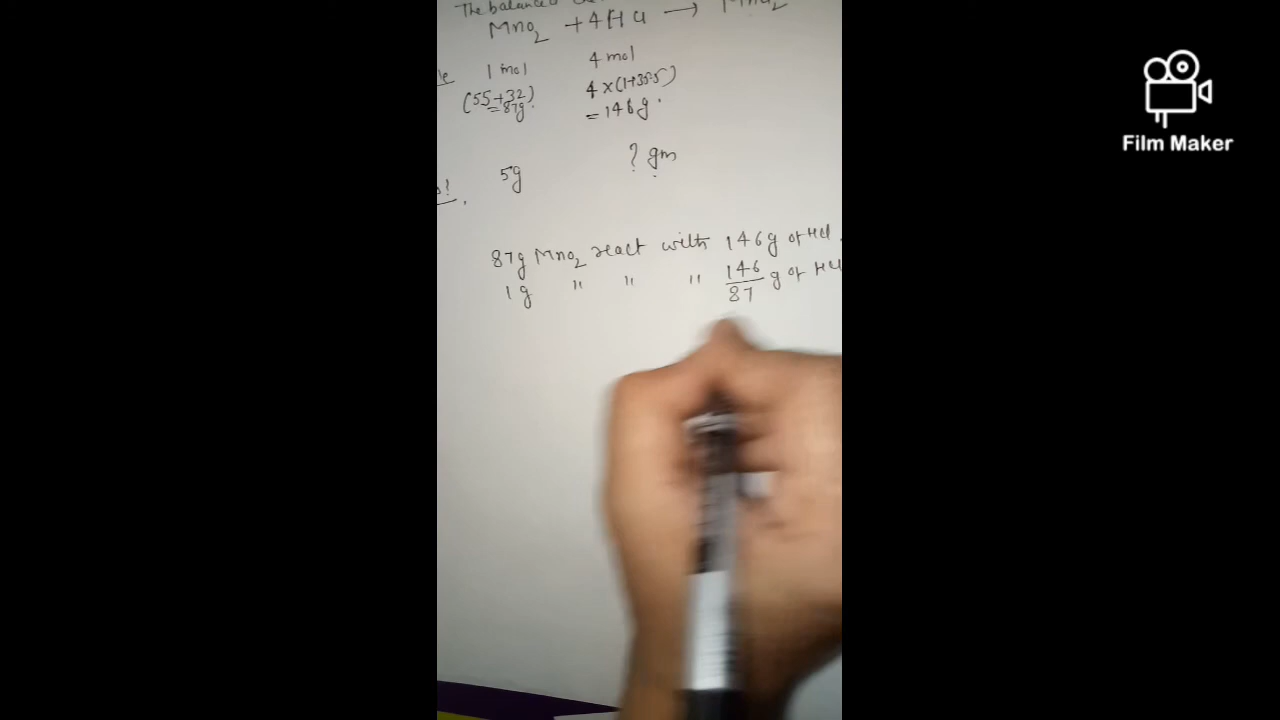 The balanced
MnO2 + 4HCl → MnCl2
1 mol 4 mol
(55+32) 4×(1+35.5)
=87g. =146g.
5g ? gm
87g MnO2 react with 146g of HCl.
1g " " " 146/87 g of HCl
Film Maker